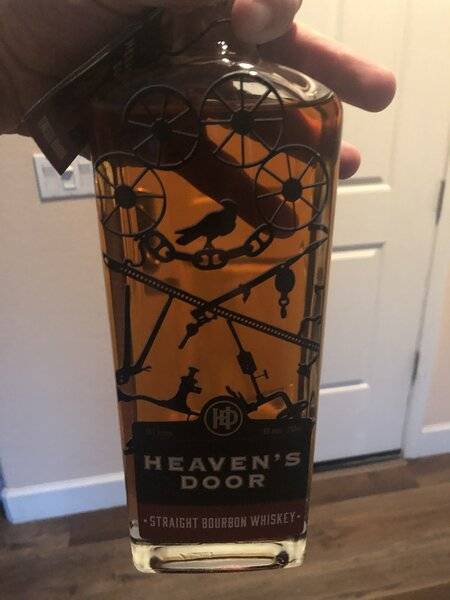 HD
HEAVEN'S
DOOR
• STRAIGHT BOURBON WHISKEY •